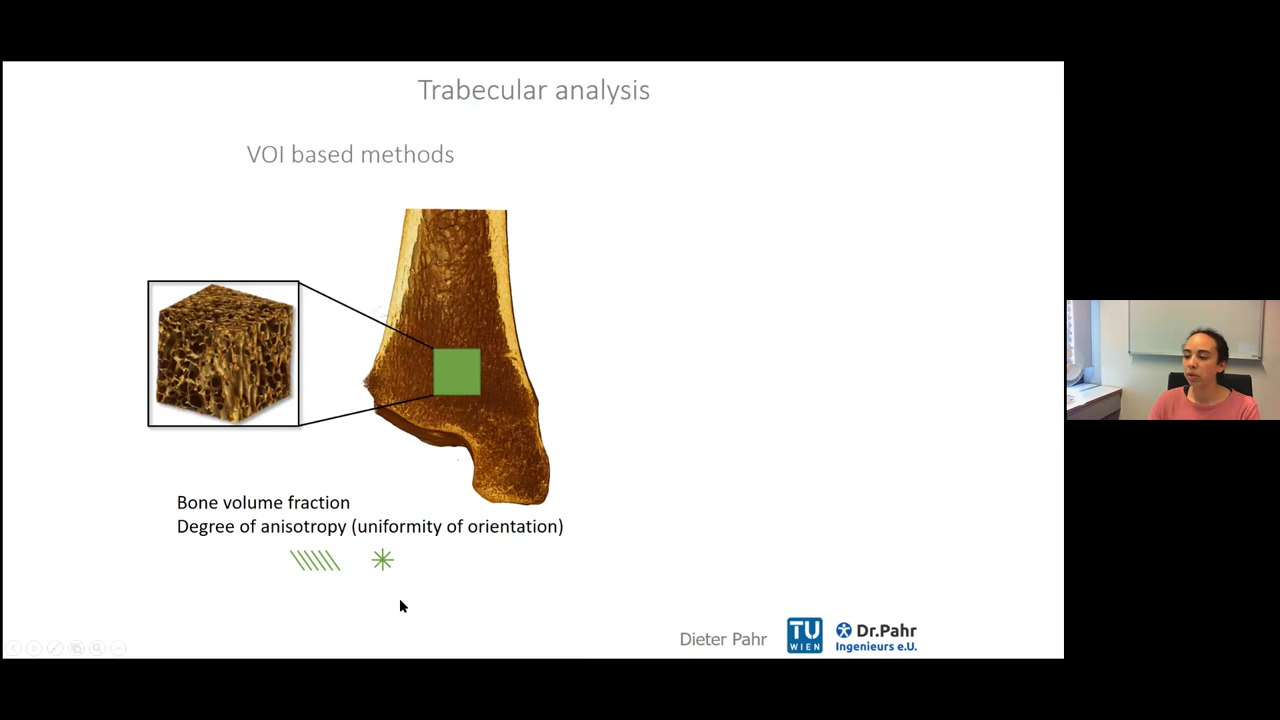 Trabecular analysis
VOI based methods
Bone volume fraction
Degree of anisotropy (uniformity of orientation)
Dieter Pahr
TU
WIEN
Dr.Pahr
Ingenieurs e.U.